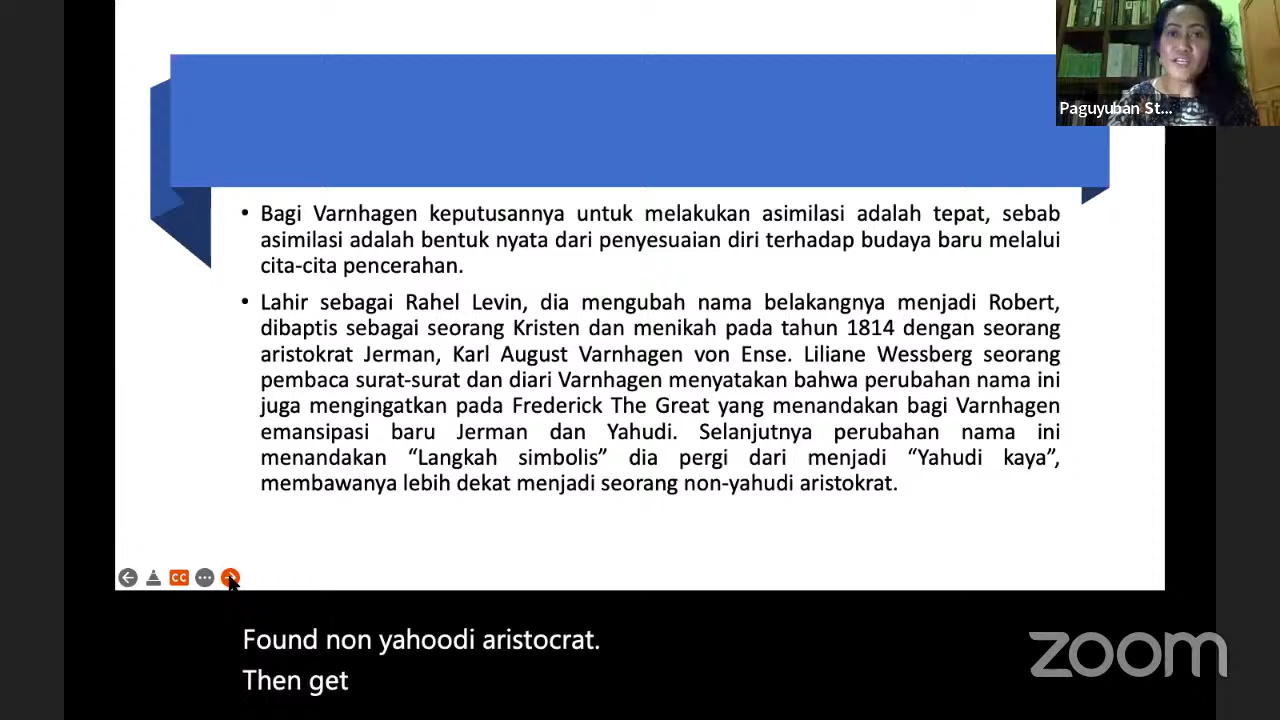 Paguyuban St...
• Bagi Varnhagen keputusannya untuk melakukan asimilasi adalah tepat, sebab
asimilasi adalah bentuk nyata dari penyesuaian diri terhadap budaya baru melalui
cita-cita pencerahan.
• Lahir sebagai Rahel Levin, dia mengubah nama belakangnya menjadi Robert,
dibaptis sebagai seorang Kristen dan menikah pada tahun 1814 dengan seorang
aristokrat Jerman, Karl August Varnhagen von Ense. Liliane Wessberg seorang
pembaca surat-surat dan diari Varnhagen menyatakan bahwa perubahan nama ini
juga mengingatkan pada Frederick The Great yang menandakan bagi Varnhagen
emansipasi baru Jerman dan Yahudi. Selanjutnya perubahan nama ini
menandakan “Langkah simbolis” dia pergi dari menjadi “Yahudi kaya”,
membawanya lebih dekat menjadi seorang non-yahudi aristokrat.
CC
Found non yahoodi aristocrat.
Then get
zoom